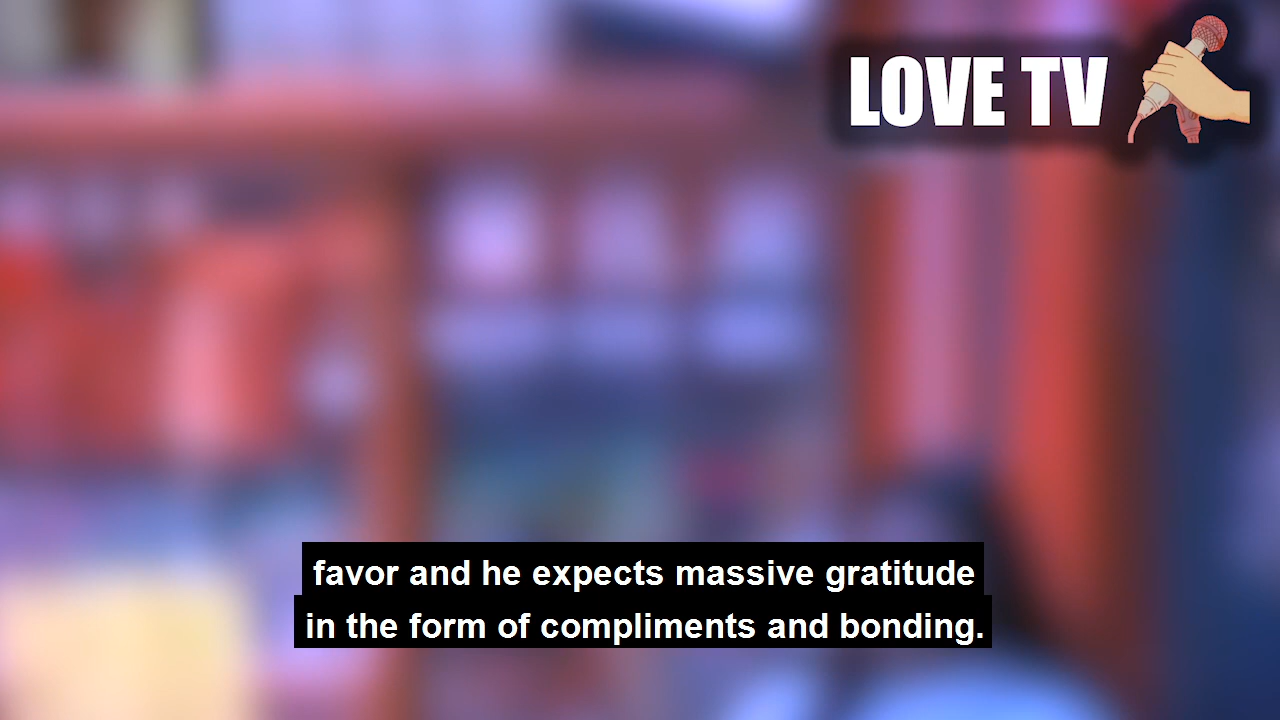 LOVE TV
favor and he expects massive gratitude
in the form of compliments and bonding.